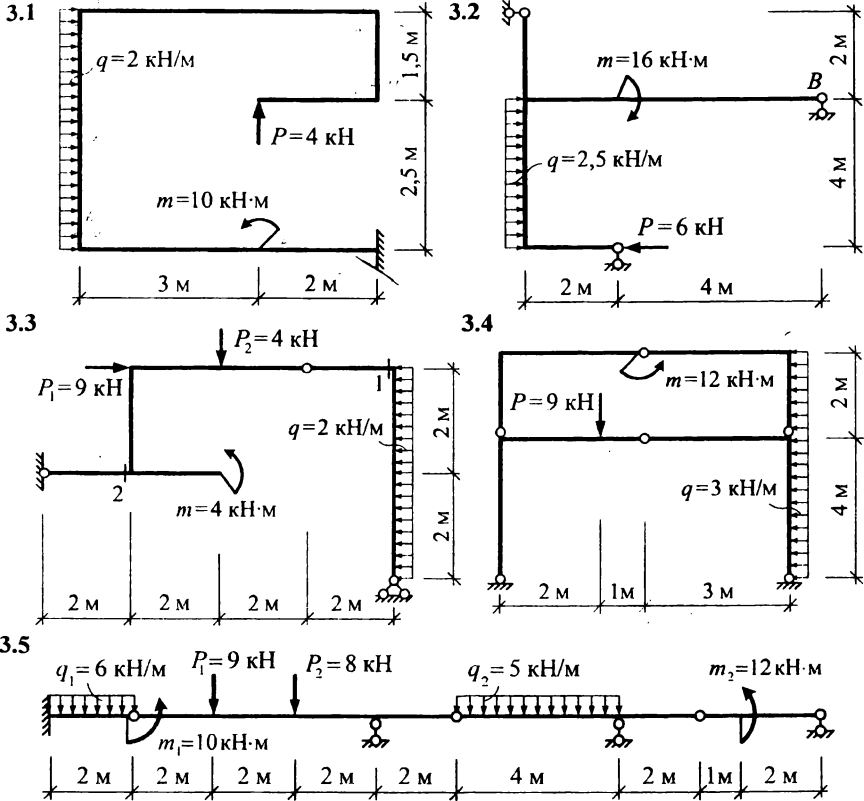 3.1
q=2 кН/м
P=4 кН
m=10 кН·м
1,5 м
2,5 м
3 м
2 м
3.2
m=16 кН·м
B
q=2,5 кН/м
P=6 кН
2 м
4 м
2 м
4 м
3.3
P₂=4 кН
P₁=9 кН
1
q=2 кН/м
2
m=4 кН·м
2 м
2 м
2 м
2 м
2 м
2 м
3.4
m=12 кН·м
P=9 кН
q=3 кН/м
2 м
4 м
2 м
1м
3 м
3.5
q₁=6 кН/м
P₁=9 кН
P₂=8 кН
q₂=5 кН/м
m₂=12кН·м
m₁=10кН·м
2 м
2 м
2 м
2 м
2 м
4 м
2 м
1м
2 м